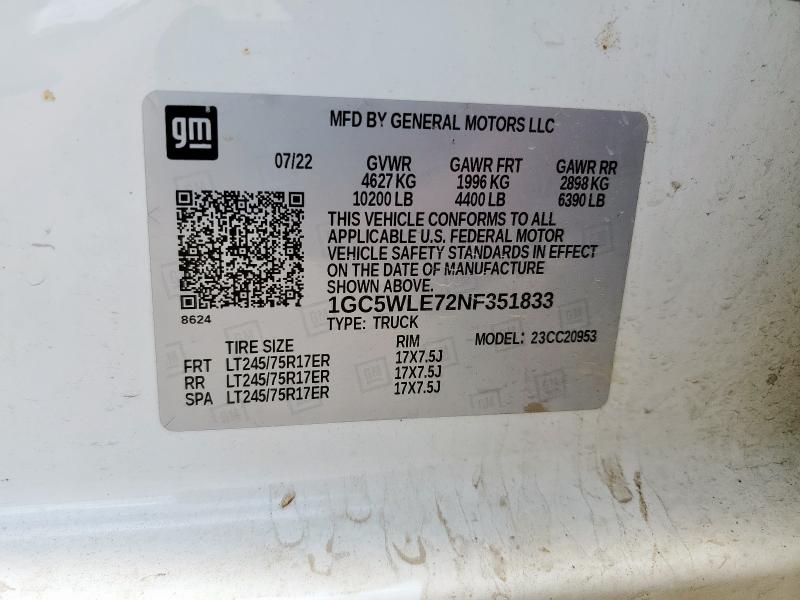 gm
MFD BY GENERAL MOTORS LLC
07/22 GVWR GAWR FRT GAWR RR
4627 KG 1996 KG 2898 KG
10200 LB 4400 LB 6390 LB
THIS VEHICLE CONFORMS TO ALL
APPLICABLE U.S. FEDERAL MOTOR
VEHICLE SAFETY STANDARDS IN EFFECT
ON THE DATE OF MANUFACTURE
SHOWN ABOVE.
1GC5WLE72NF351833
8624
TYPE: TRUCK
MODEL: 23CC20953
TIRE SIZE RIM
FRT LT245/75R17ER 17X7.5J
RR LT245/75R17ER 17X7.5J
SPA LT245/75R17ER 17X7.5J